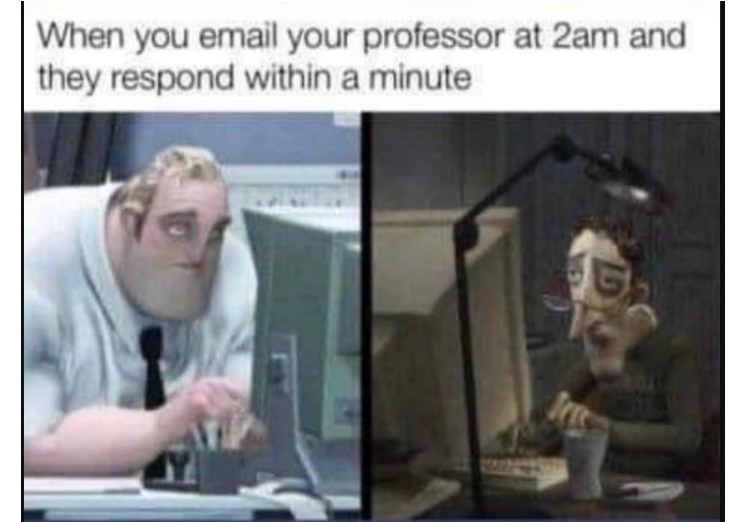 When you email your professor at 2am and
they respond within a minute